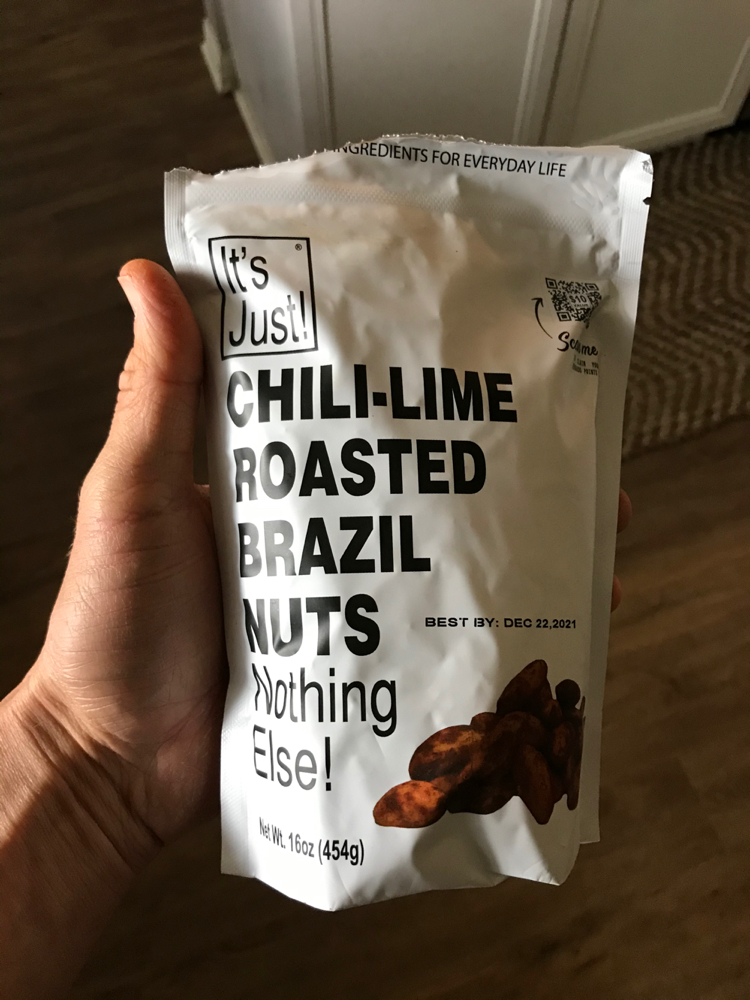 INGREDIENTS FOR EVERYDAY LIFE
It's
Just!
®
$10
CHILI-LIME
ROASTED
BRAZIL
NUTS
BEST BY: DEC 22,2021
Nothing
Else!
Net Wt. 16oz (454g)